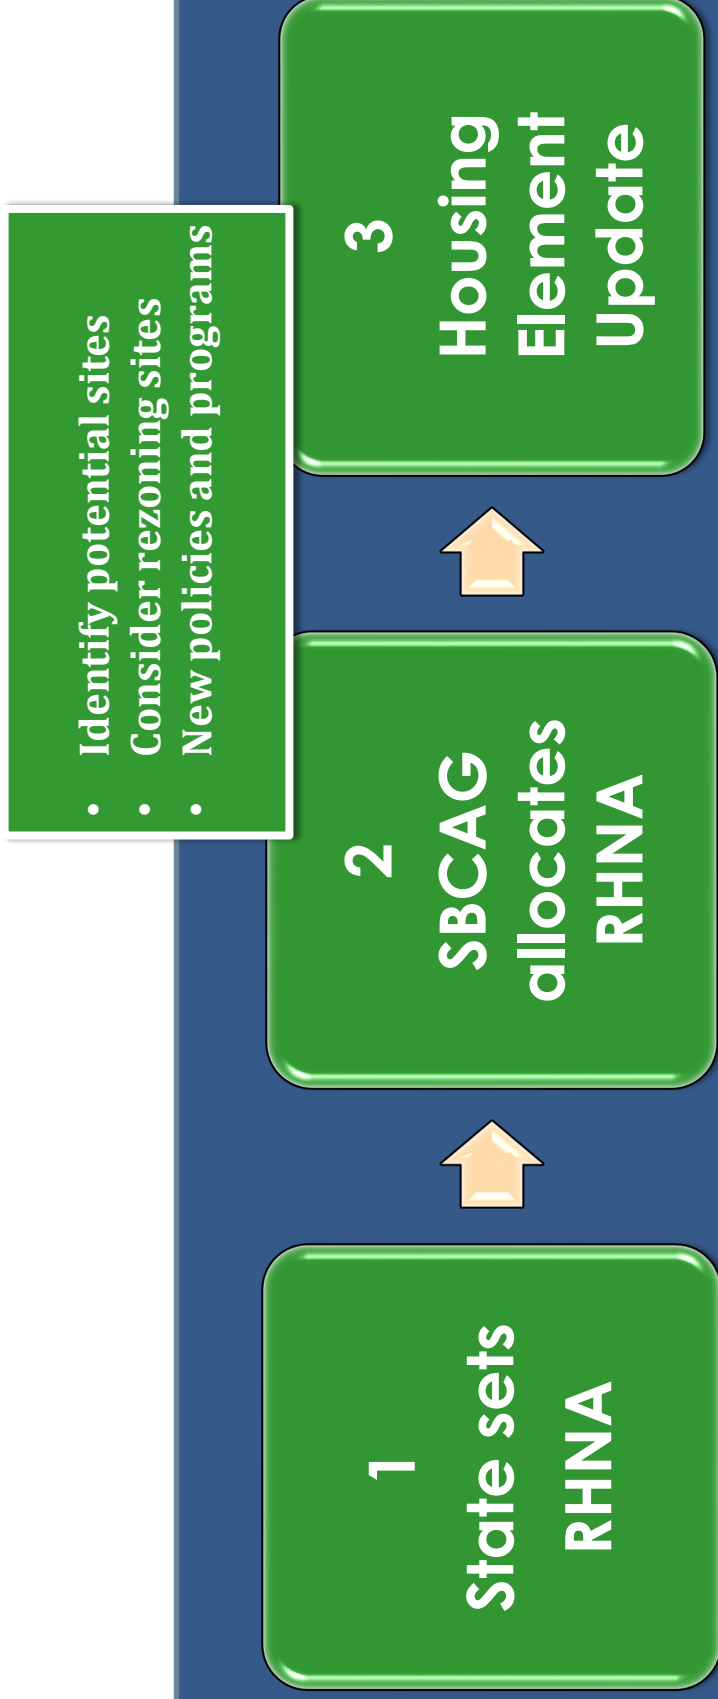 • Identify potential sites
• Consider rezoning sites
• New policies and programs
1
State sets
RHNA
2
SBCAG
allocates
RHNA
3
Housing
Element
Update